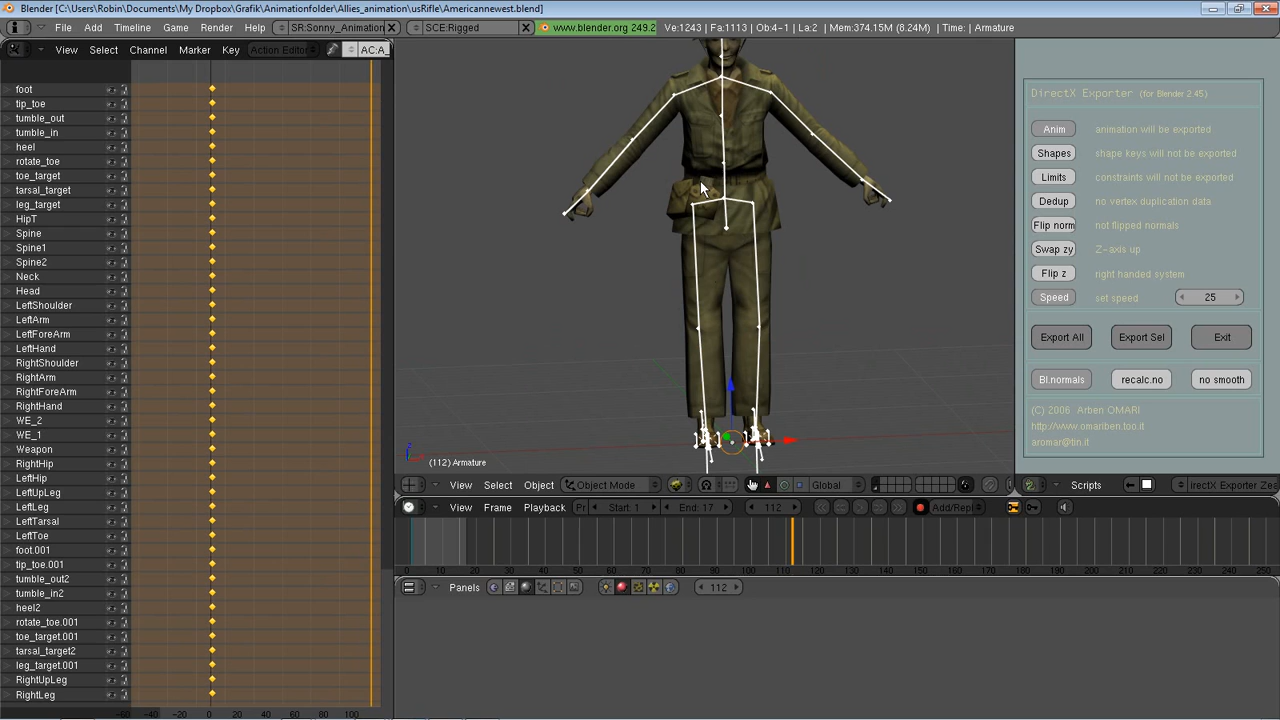 Blender [C:\Users\Robin\Documents\My Dropbox\Grafik\Animationfolder\Allies_animation\usRifle\Americannewest.blend]
File Add Timeline Game Render Help SR:Sonny_Animation SCE:Rigged www.blender.org 249.2 Ve:1243 | Fa:1113 | Ob:4-1 | La:2 | Mem:374.15M (8.24M) | Time: | Armature
View Select Channel Marker Key Action Editor AC:A_
foot
tip_toe
tumble_out
tumble_in
heel
rotate_toe
toe_target
tarsal_target
leg_target
HipT
Spine
Spine1
Spine2
Neck
Head
LeftShoulder
LeftArm
LeftForeArm
LeftHand
RightShoulder
RightArm
RightForeArm
RightHand
WE_2
WE_1
Weapon
RightHip
LeftHip
LeftUpLeg
LeftLeg
LeftTarsal
LeftToe
foot.001
tip_toe.001
tumble_out2
tumble_in2
heel2
rotate_toe.001
toe_target.001
tarsal_target2
leg_target.001
RightUpLeg
RightLeg
-60 -40 -20 0 20 40 60 80 100
(112) Armature
View Select Object Object Mode Global
DirectX Exporter (for Blender 2.45)
Anim animation will be exported
Shapes shape keys will not be exported
Limits constraints will not be exported
Dedup no vertex duplication data
Flip norm not flipped normals
Swap zy Z-axis up
Flip z right handed system
Speed set speed 25
Export All Export Sel Exit
Bl.normals recalc.no no smooth
(C) 2006 Arben OMARI
http://www.omariben.too.it
aromar@tin.it
Scripts irectX Exporter Zeg
View Frame Playback Pr Start: 1 End: 17 112 Add/Repl
0 10 20 30 40 50 60 70 80 90 100 110 120 130 140 150 160 170 180 190 200 210 220 230 240 250
Panels 112